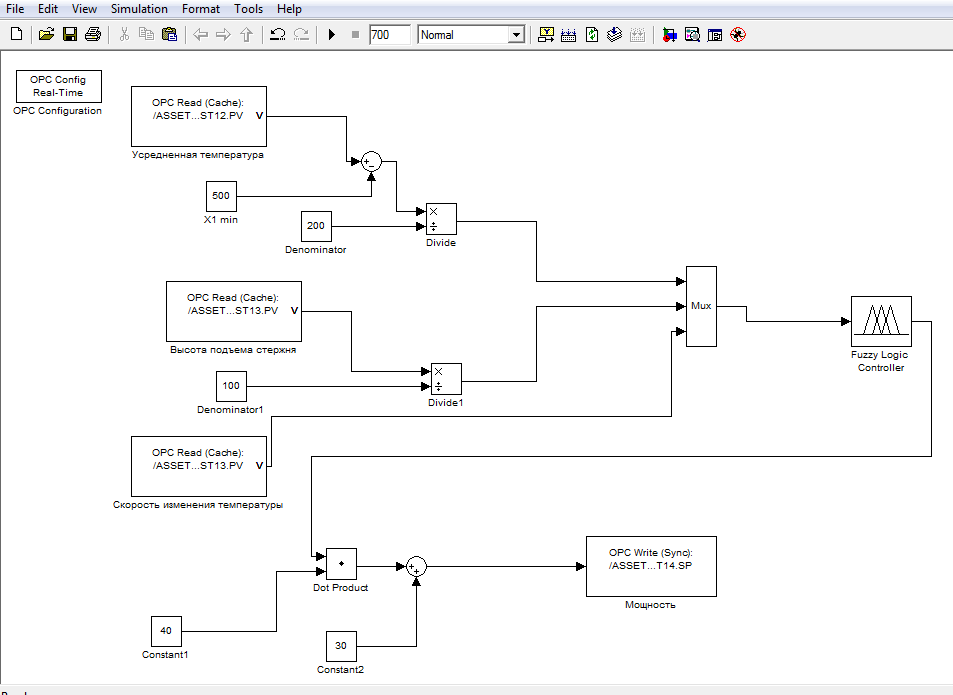 File Edit View Simulation Format Tools Help
700 Normal
OPC Config
Real-Time
OPC Configuration
OPC Read (Cache):
/ASSET...ST12.PV V
Усредненная температура
500
X1 min
200
Denominator
×
÷
Divide
OPC Read (Cache):
/ASSET...ST13.PV V
Высота подъема стержня
100
Denominator1
×
÷
Divide1
Mux
Fuzzy Logic
Controller
OPC Read (Cache):
/ASSET...ST13.PV V
Скорость изменения температуры
Dot Product
OPC Write (Sync):
/ASSET...T14.SP
Мощность
40
Constant1
30
Constant2